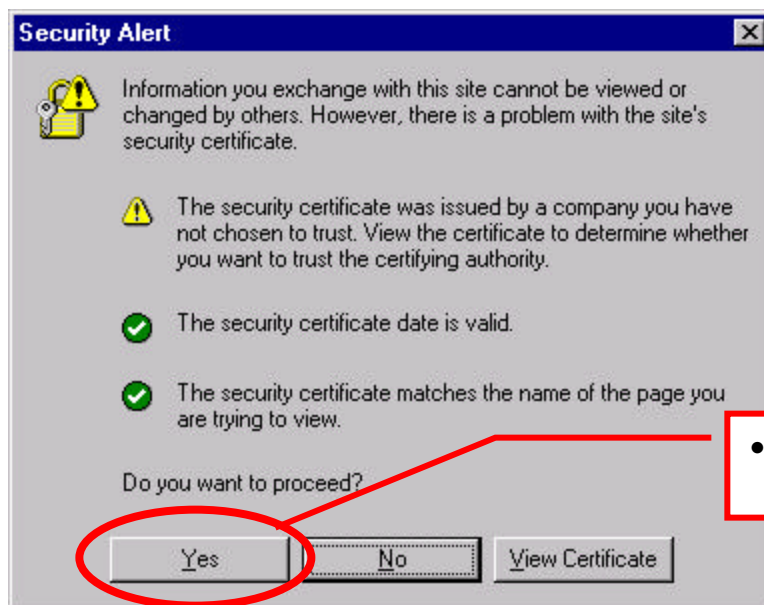 Security Alert
Information you exchange with this site cannot be viewed or
changed by others. However, there is a problem with the site's
security certificate.
The security certificate was issued by a company you have
not chosen to trust. View the certificate to determine whether
you want to trust the certifying authority.
The security certificate date is valid.
The security certificate matches the name of the page you
are trying to view.
•
Do you want to proceed?
Yes
No
View Certificate